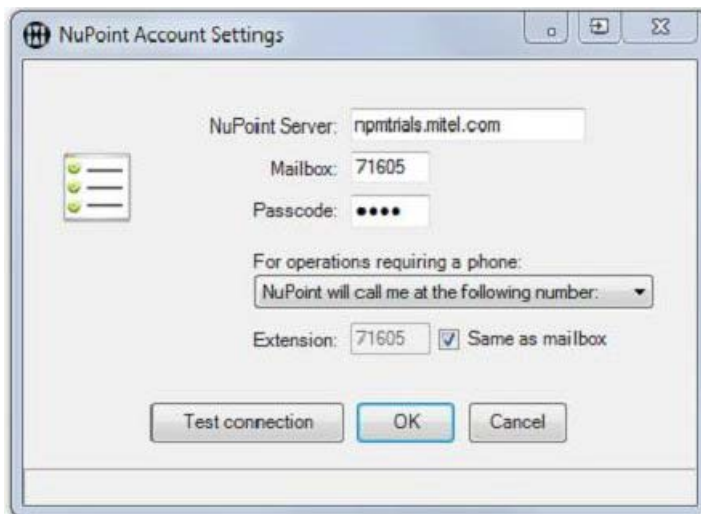 NuPoint Account Settings
NuPoint Server: npmtrials.mitel.com
Mailbox: 71605
Passcode: ••••
For operations requiring a phone:
NuPoint will call me at the following number:
Extension: 71605 Same as mailbox
Test connection OK Cancel